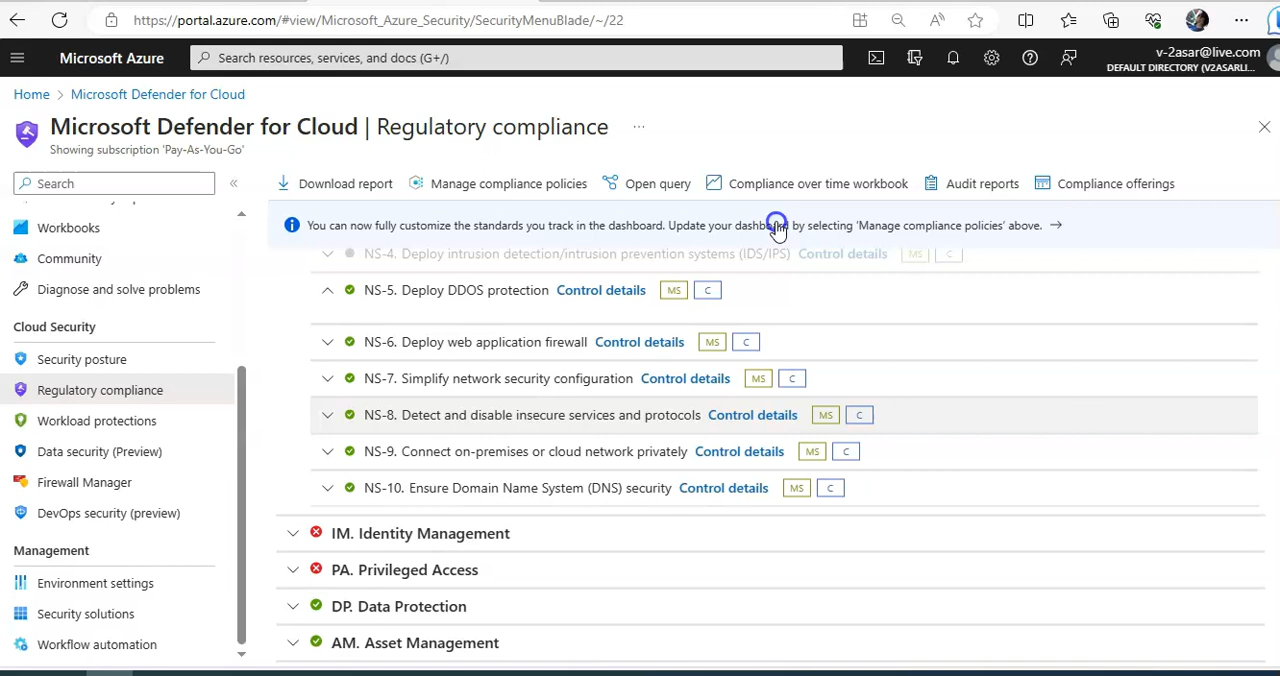 https://portal.azure.com/#view/Microsoft_Azure_Security/SecurityMenuBlade/~/22
Microsoft Azure
Search resources, services, and docs (G+/)
v-2asar@live.com
DEFAULT DIRECTORY (V2ASARLI...
Home > Microsoft Defender for Cloud
Microsoft Defender for Cloud | Regulatory compliance ...
Showing subscription 'Pay-As-You-Go'
Search
Download report
Manage compliance policies
Open query
Compliance over time workbook
Audit reports
Compliance offerings
Workbooks
Community
Diagnose and solve problems
Cloud Security
Security posture
Regulatory compliance
Workload protections
Data security (Preview)
Firewall Manager
DevOps security (preview)
Management
Environment settings
Security solutions
Workflow automation
You can now fully customize the standards you track in the dashboard. Update your dashboard by selecting 'Manage compliance policies' above. →
NS-4. Deploy intrusion detection/intrusion prevention systems (IDS/IPS) Control details MS C
NS-5. Deploy DDOS protection Control details MS C
NS-6. Deploy web application firewall Control details MS C
NS-7. Simplify network security configuration Control details MS C
NS-8. Detect and disable insecure services and protocols Control details MS C
NS-9. Connect on-premises or cloud network privately Control details MS C
NS-10. Ensure Domain Name System (DNS) security Control details MS C
IM. Identity Management
PA. Privileged Access
DP. Data Protection
AM. Asset Management